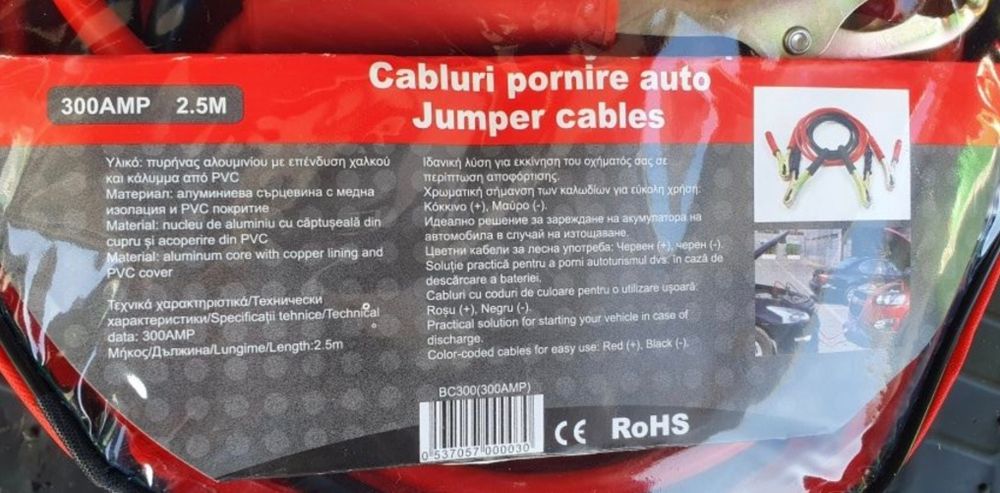 Cabluri pornire auto
Jumper cables
300AMP 2.5M
Υλικό: πυρήνας αλουμινίου με επένδυση χαλκού
και κάλυμμα από PVC
Материал: алуминиева сърцевина с медна
изолация и PVC покритие
Material: nucleu de aluminiu cu căptușeală din
cupru și acoperire din PVC
Material: aluminum core with copper lining and
PVC cover
Τεχνικά χαρακτηριστικά/Технически
характеристики/Specificații tehnice/Technical
data: 300AMP
Μήκος/Дължина/Lungime/Length:2.5m
Ιδανική λύση για εκκίνηση του οχήματός σας σε
περίπτωση αποφόρτισης.
Χρωματική σήμανση των καλωδίων για εύκολη χρήση:
Κόκκινο (+), Μαύρο (-).
Идеално решение за зареждане на акумулатора на
автомобила в случай на изтощаване.
Цветни кабели за лесна употреба: Червен (+), черен (-).
Soluție practică pentru a porni autoturismul dvs. în caz de
descărcare a bateriei.
Cabluri cu coduri de culoare pentru o utilizare ușoară:
Roșu (+), Negru (-).
Practical solution for starting your vehicle in case of
discharge.
Color-coded cables for easy use: Red (+), Black (-).
BC300(300AMP)
0 537057 000030
CE RoHS